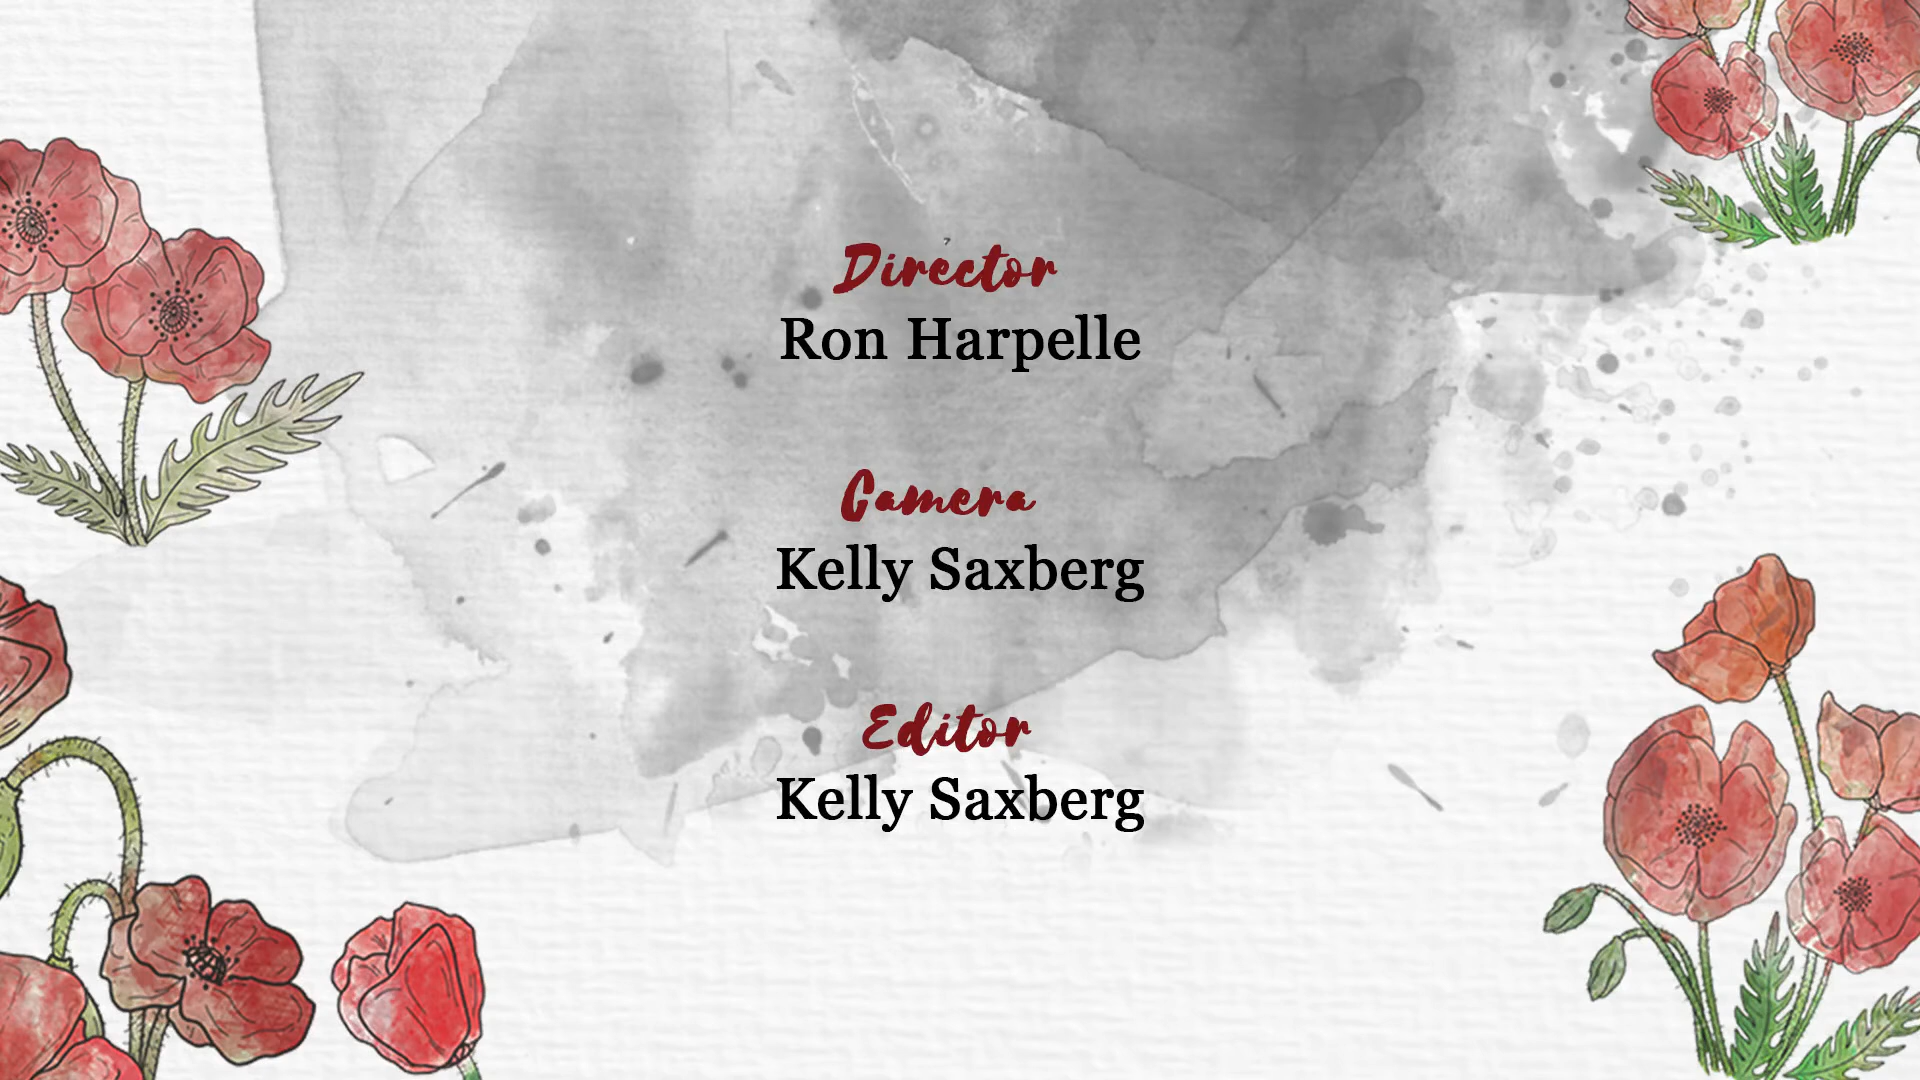 Director
Ron Harpelle
Camera
Kelly Saxberg
Editor
Kelly Saxberg